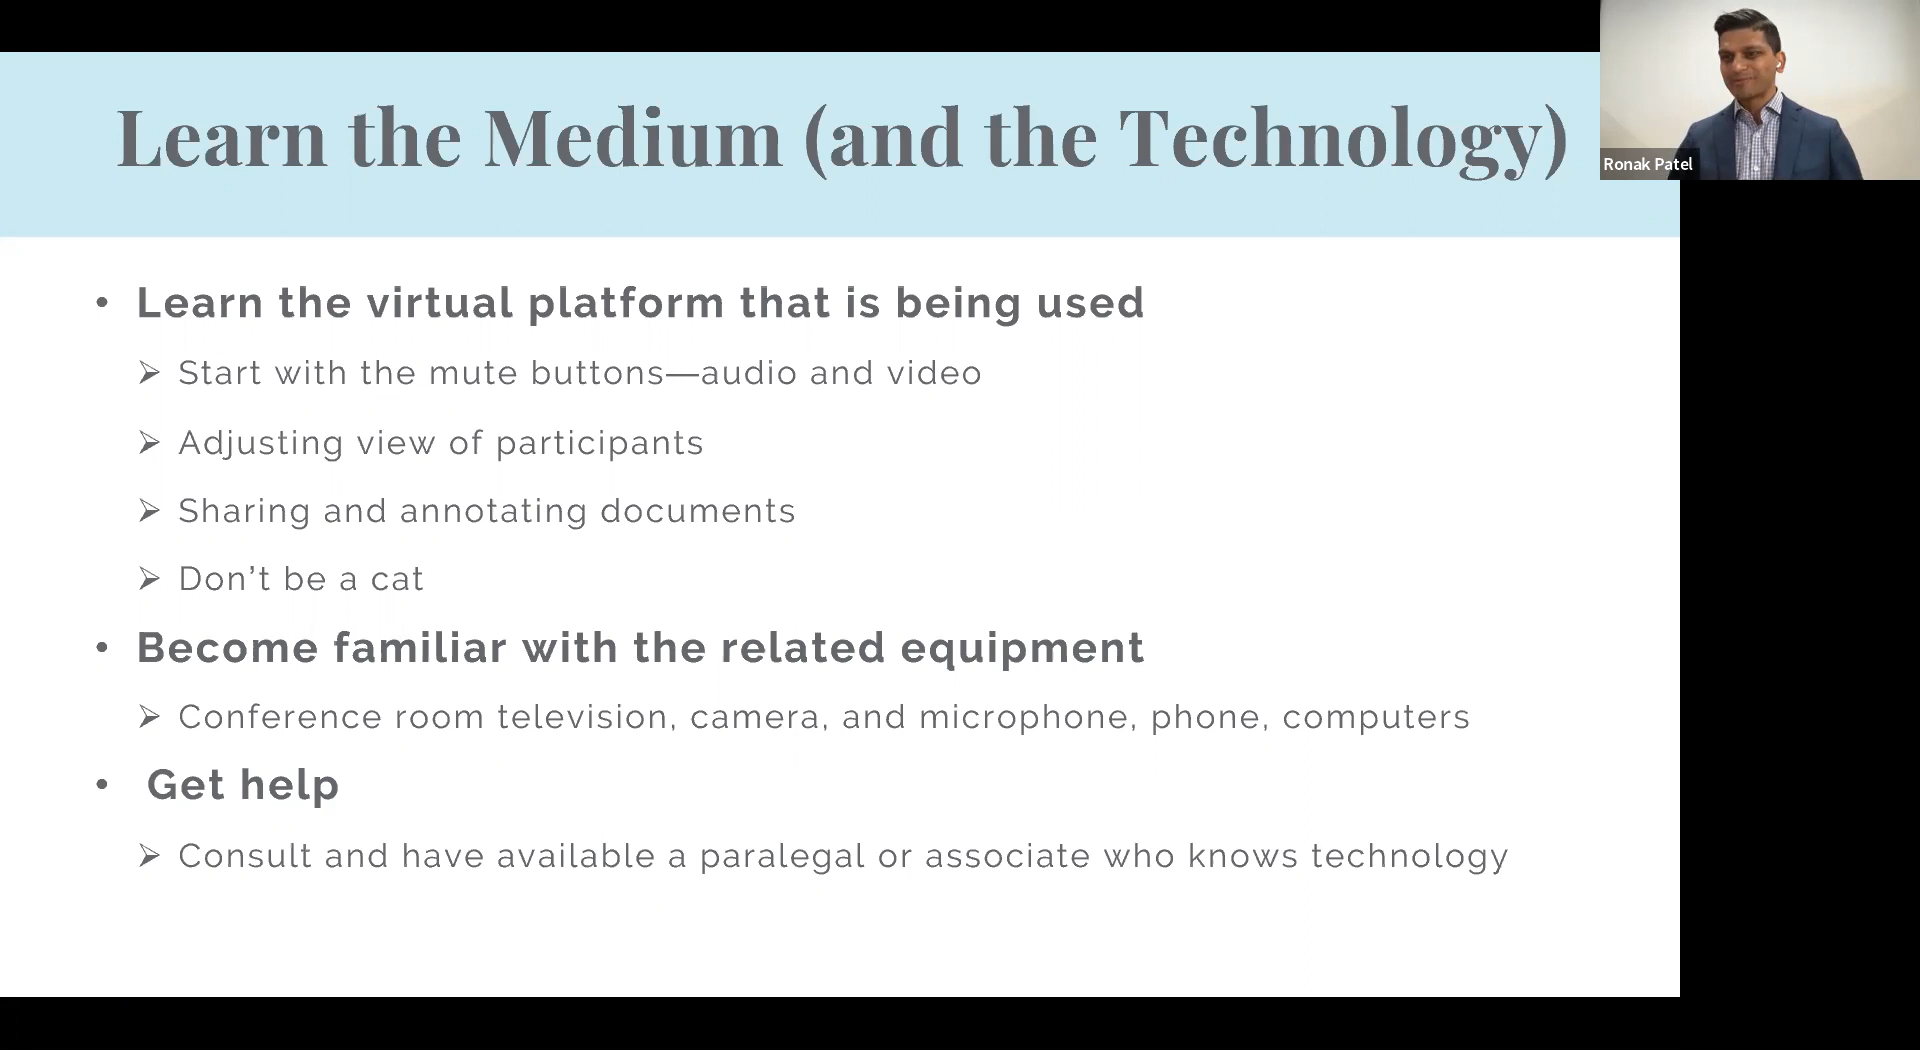 Learn the Medium (and the Technology)
Ronak Patel
• Learn the virtual platform that is being used
➢ Start with the mute buttons—audio and video
➢ Adjusting view of participants
➢ Sharing and annotating documents
➢ Don’t be a cat
• Become familiar with the related equipment
➢ Conference room television, camera, and microphone, phone, computers
• Get help
➢ Consult and have available a paralegal or associate who knows technology